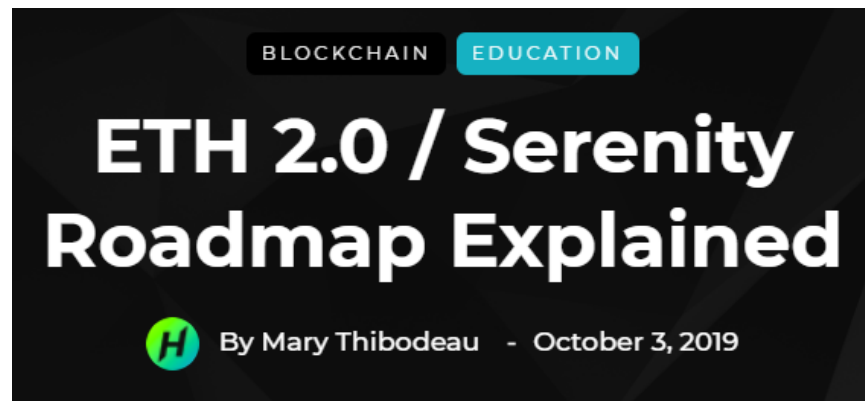 BLOCKCHAIN EDUCATION
ETH 2.0 / Serenity
Roadmap Explained
H By Mary Thibodeau - October 3, 2019